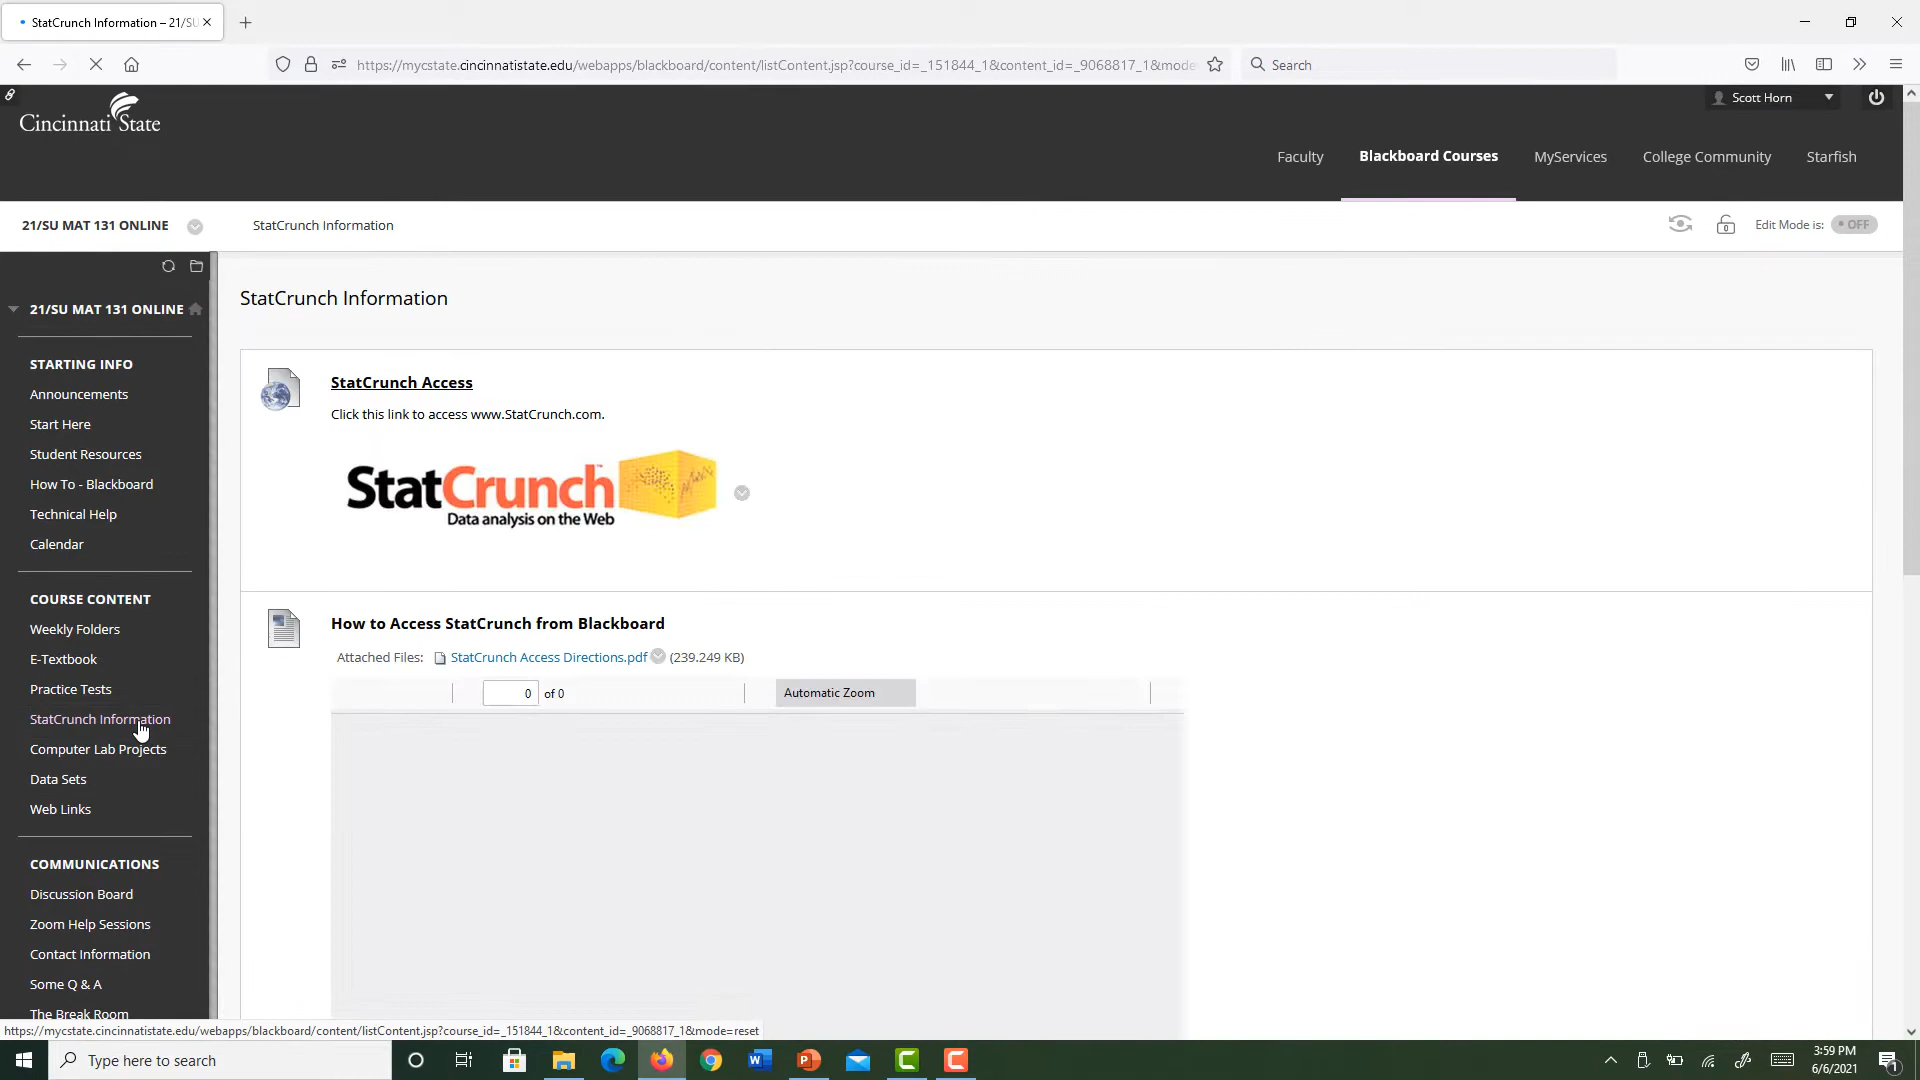 StatCrunch Information – 21/SU
https://mycstate.cincinnatistate.edu/webapps/blackboard/content/listContent.jsp?course_id=_151844_1&content_id=_9068817_1&mode
Search
Cincinnati State
Scott Horn
Faculty
Blackboard Courses
MyServices
College Community
Starfish
21/SU MAT 131 ONLINE
StatCrunch Information
Edit Mode is:
OFF
21/SU MAT 131 ONLINE
STARTING INFO
Announcements
Start Here
Student Resources
How To - Blackboard
Technical Help
Calendar
COURSE CONTENT
Weekly Folders
E-Textbook
Practice Tests
StatCrunch Information
Computer Lab Projects
Data Sets
Web Links
COMMUNICATIONS
Discussion Board
Zoom Help Sessions
Contact Information
Some Q & A
The Break Room
StatCrunch Information
StatCrunch Access
Click this link to access www.StatCrunch.com.
StatCrunch™
Data analysis on the Web
How to Access StatCrunch from Blackboard
Attached Files: StatCrunch Access Directions.pdf (239.249 KB)
0 of 0
Automatic Zoom
https://mycstate.cincinnatistate.edu/webapps/blackboard/content/listContent.jsp?course_id=_151844_1&content_id=_9068817_1&mode=reset
Type here to search
3:59 PM
6/6/2021
1